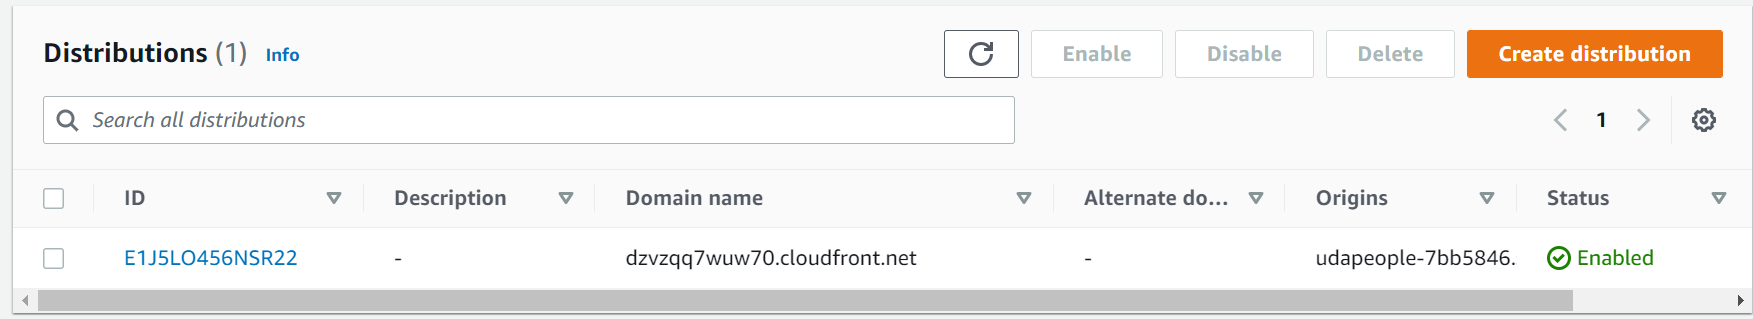 Distributions (1) Info
Enable Disable Delete Create distribution
Search all distributions
1
ID Description Domain name Alternate do... Origins Status
E1J5LO456NSR22 - dzvzqq7wuw70.cloudfront.net - udapeople-7bb5846. Enabled